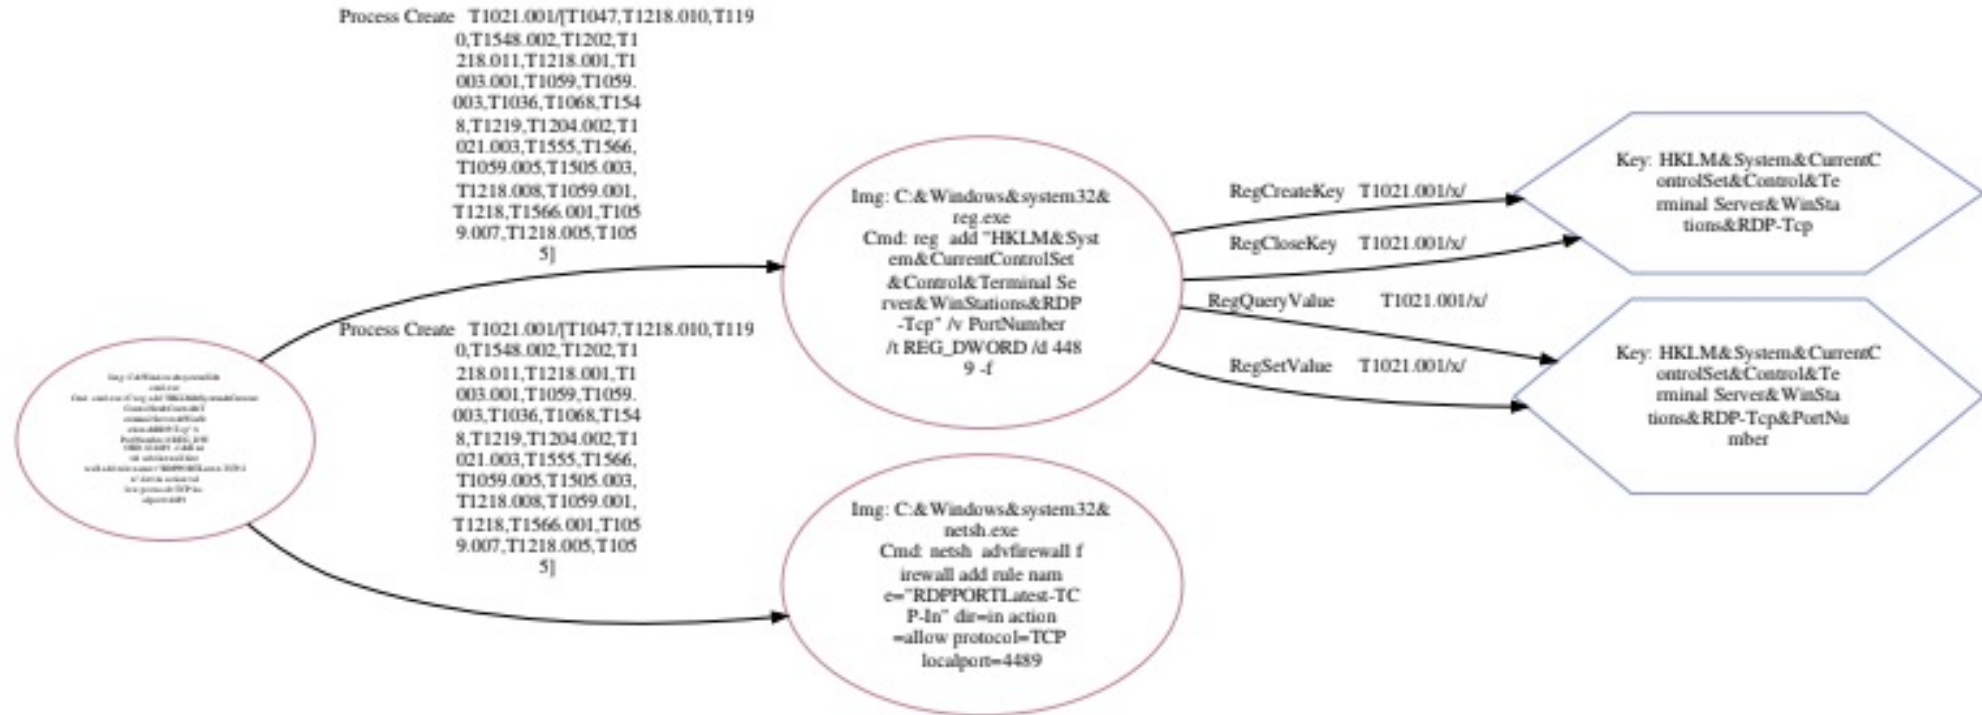 Process Create T1021.001/[T1047,T1218.010,T119
0,T1548.002,T1202,T1
218.011,T1218.001,T1
003.001,T1059,T1059.
003,T1036,T1068,T154
8,T1219,T1204.002,T1
021.003,T1555,T1566,
T1059.005,T1505.003,
T1218.008,T1059.001,
T1218,T1566.001,T105
9.007,T1218.005,T105
5]
Process Create T1021.001/[T1047,T1218.010,T119
0,T1548.002,T1202,T1
218.011,T1218.001,T1
003.001,T1059,T1059.
003,T1036,T1068,T154
8,T1219,T1204.002,T1
021.003,T1555,T1566,
T1059.005,T1505.003,
T1218.008,T1059.001,
T1218,T1566.001,T105
9.007,T1218.005,T105
5]
Img: C:&Windows&system32&
reg.exe
Cmd: reg add "HKLM&Syst
em&CurrentControlSet
&Control&Terminal Se
rver&WinStations&RDP
-Tcp" /v PortNumber
/t REG_DWORD /d 448
9 -f
Img: C:&Windows&system32&
netsh.exe
Cmd: netsh advfirewall f
irewall add rule nam
e="RDPPORTLatest-TC
P-In" dir=in action
=allow protocol=TCP
localport=4489
RegCreateKey T1021.001/x/
RegCloseKey T1021.001/x/
RegQueryValue T1021.001/x/
RegSetValue T1021.001/x/
Key: HKLM&System&CurrentC
ontrolSet&Control&Te
rminal Server&WinSta
tions&RDP-Tcp
Key: HKLM&System&CurrentC
ontrolSet&Control&Te
rminal Server&WinSta
tions&RDP-Tcp&PortNu
mber